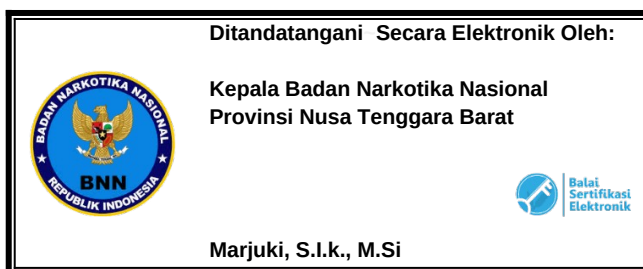 Ditandatangani Secara Elektronik Oleh:
Kepala Badan Narkotika Nasional
Provinsi Nusa Tenggara Barat
BADAN NARKOTIKA NASIONAL
BNN
REPUBLIK INDONESIA
Balai
Sertifikasi
Elektronik
Marjuki, S.I.k., M.Si